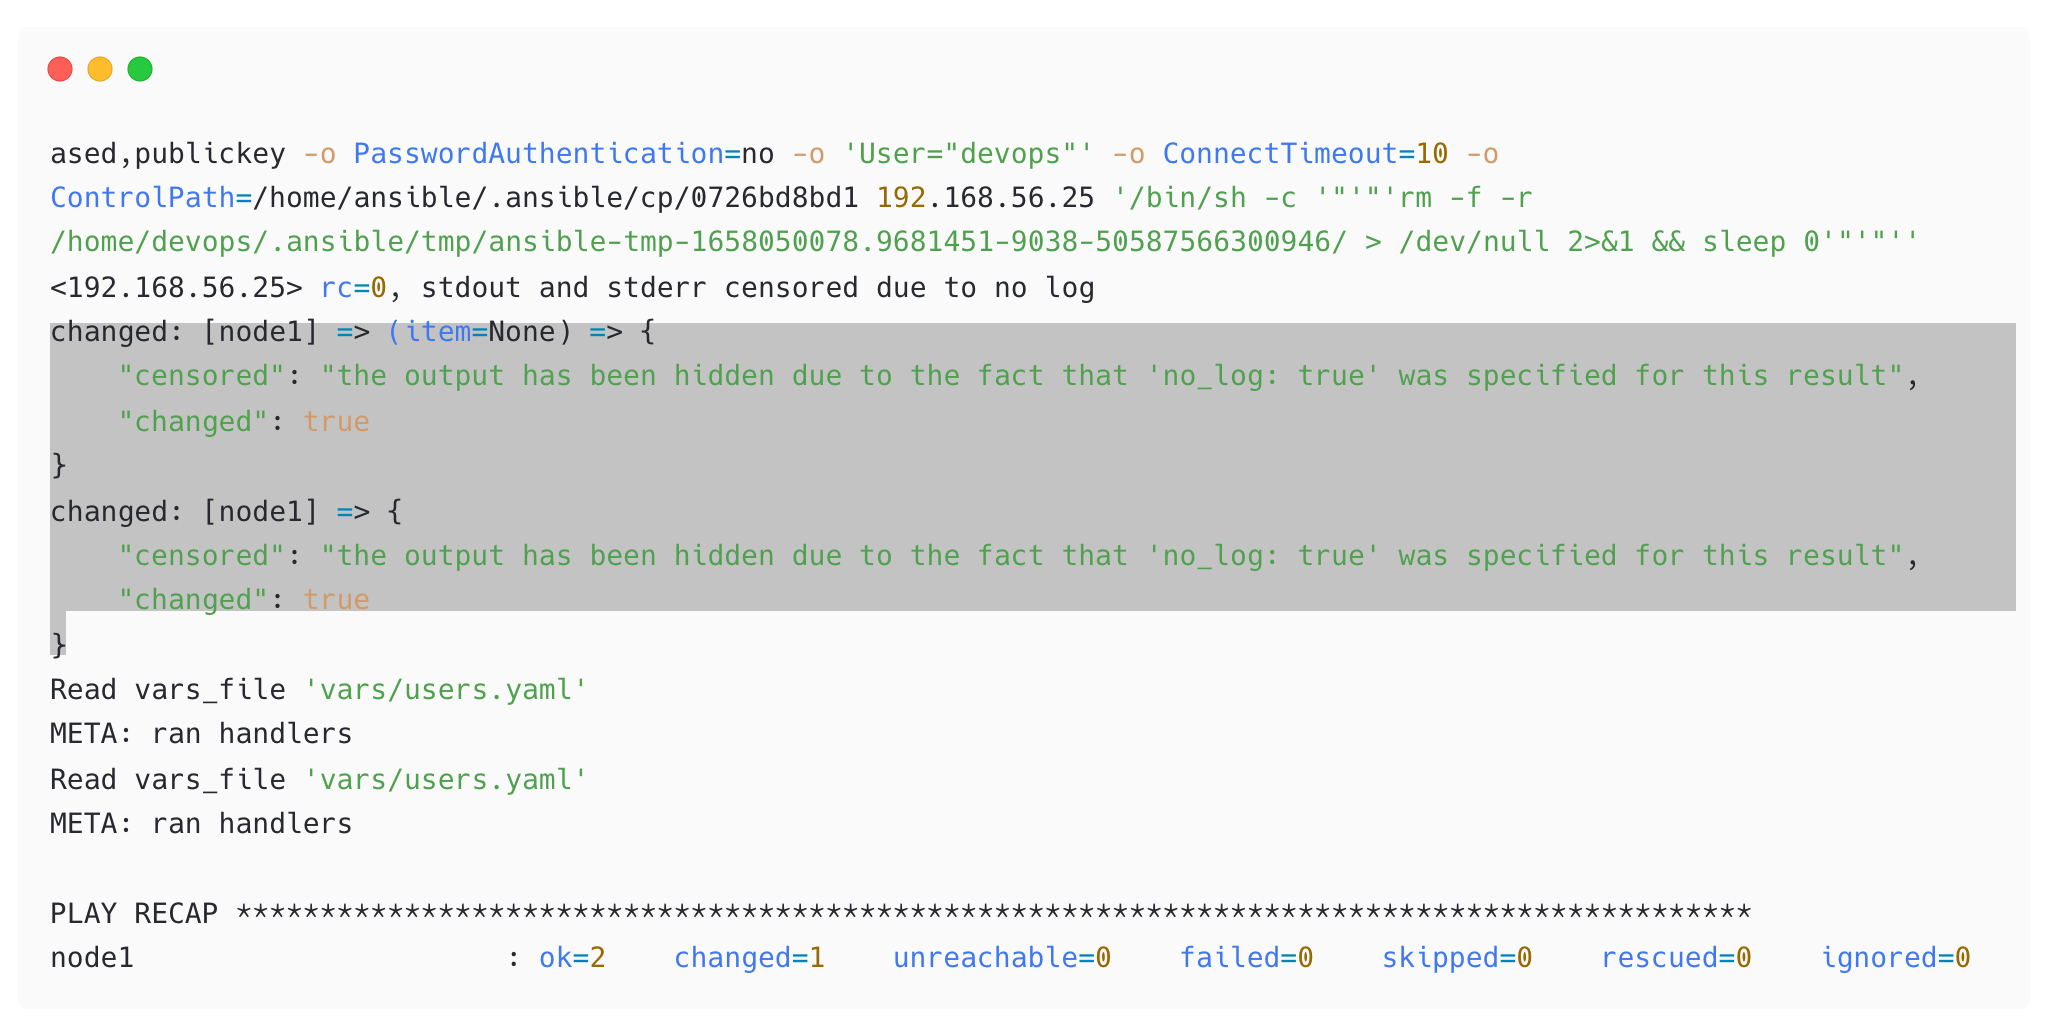 ased,publickey -o PasswordAuthentication=no -o 'User="devops"' -o ConnectTimeout=10 -o
ControlPath=/home/ansible/.ansible/cp/0726bd8bd1 192.168.56.25 '/bin/sh -c '"'"'rm -f -r
/home/devops/.ansible/tmp/ansible-tmp-1658050078.9681451-9038-50587566300946/ > /dev/null 2>&1 && sleep 0'"'"''
<192.168.56.25> rc=0, stdout and stderr censored due to no log
changed: [node1] => (item=None) => {
    "censored": "the output has been hidden due to the fact that 'no_log: true' was specified for this result",
    "changed": true
}
changed: [node1] => {
    "censored": "the output has been hidden due to the fact that 'no_log: true' was specified for this result",
    "changed": true
}
Read vars_file 'vars/users.yaml'
META: ran handlers
Read vars_file 'vars/users.yaml'
META: ran handlers
PLAY RECAP ******************************************************************************************
node1                      : ok=2    changed=1    unreachable=0    failed=0    skipped=0    rescued=0    ignored=0